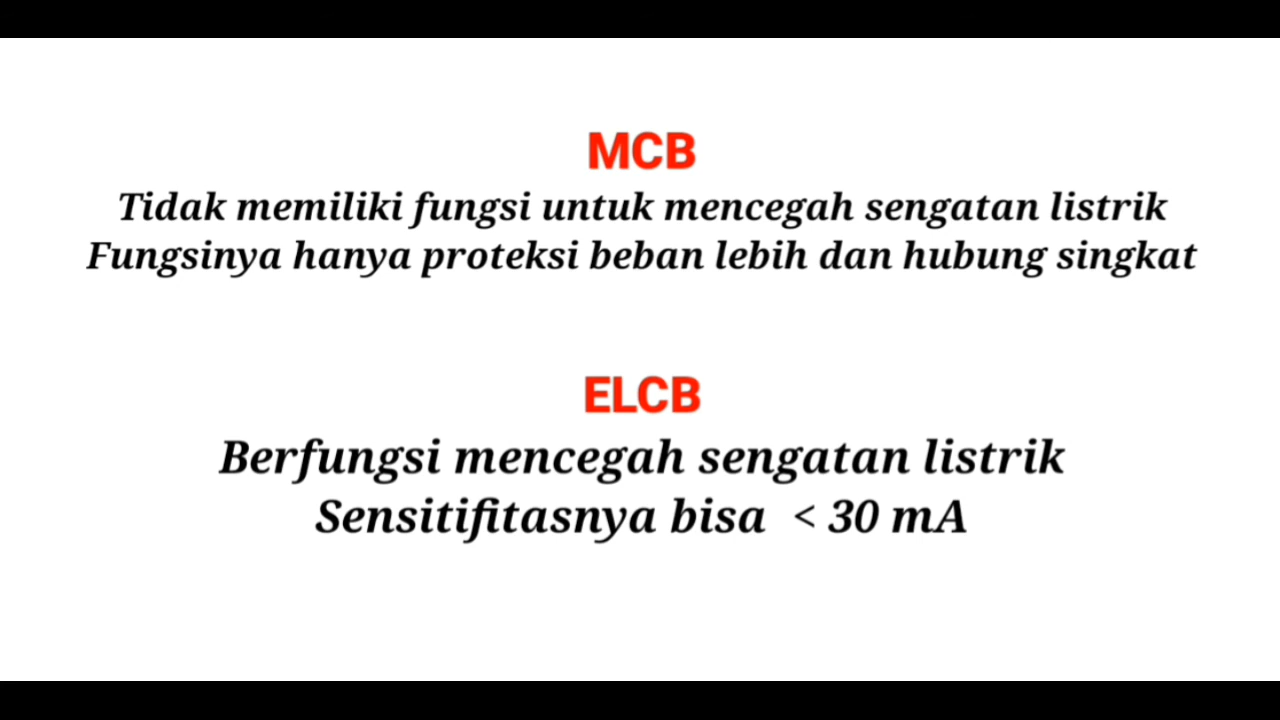 MCB
Tidak memiliki fungsi untuk mencegah sengatan listrik
Fungsinya hanya proteksi beban lebih dan hubung singkat
ELCB
Berfungsi mencegah sengatan listrik
Sensitifitasnya bisa < 30 mA